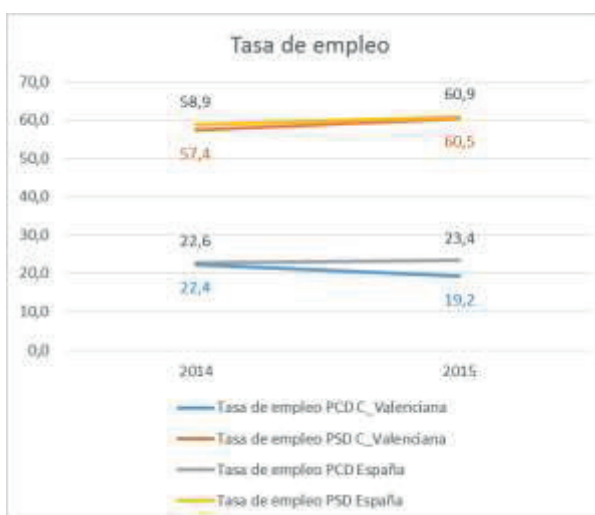 Tasa de empleo
70,0
58,9 60,9
60,0
57,4 60,5
50,0
40,0
30,0
22,6 23,4
20,0
22,4 19,2
10,0
0,0
2014 2015
Tasa de empleo PCD C_Valenciana
Tasa de empleo PSD C_Valenciana
Tasa de empleo PCD España
Tasa de empleo PSD España